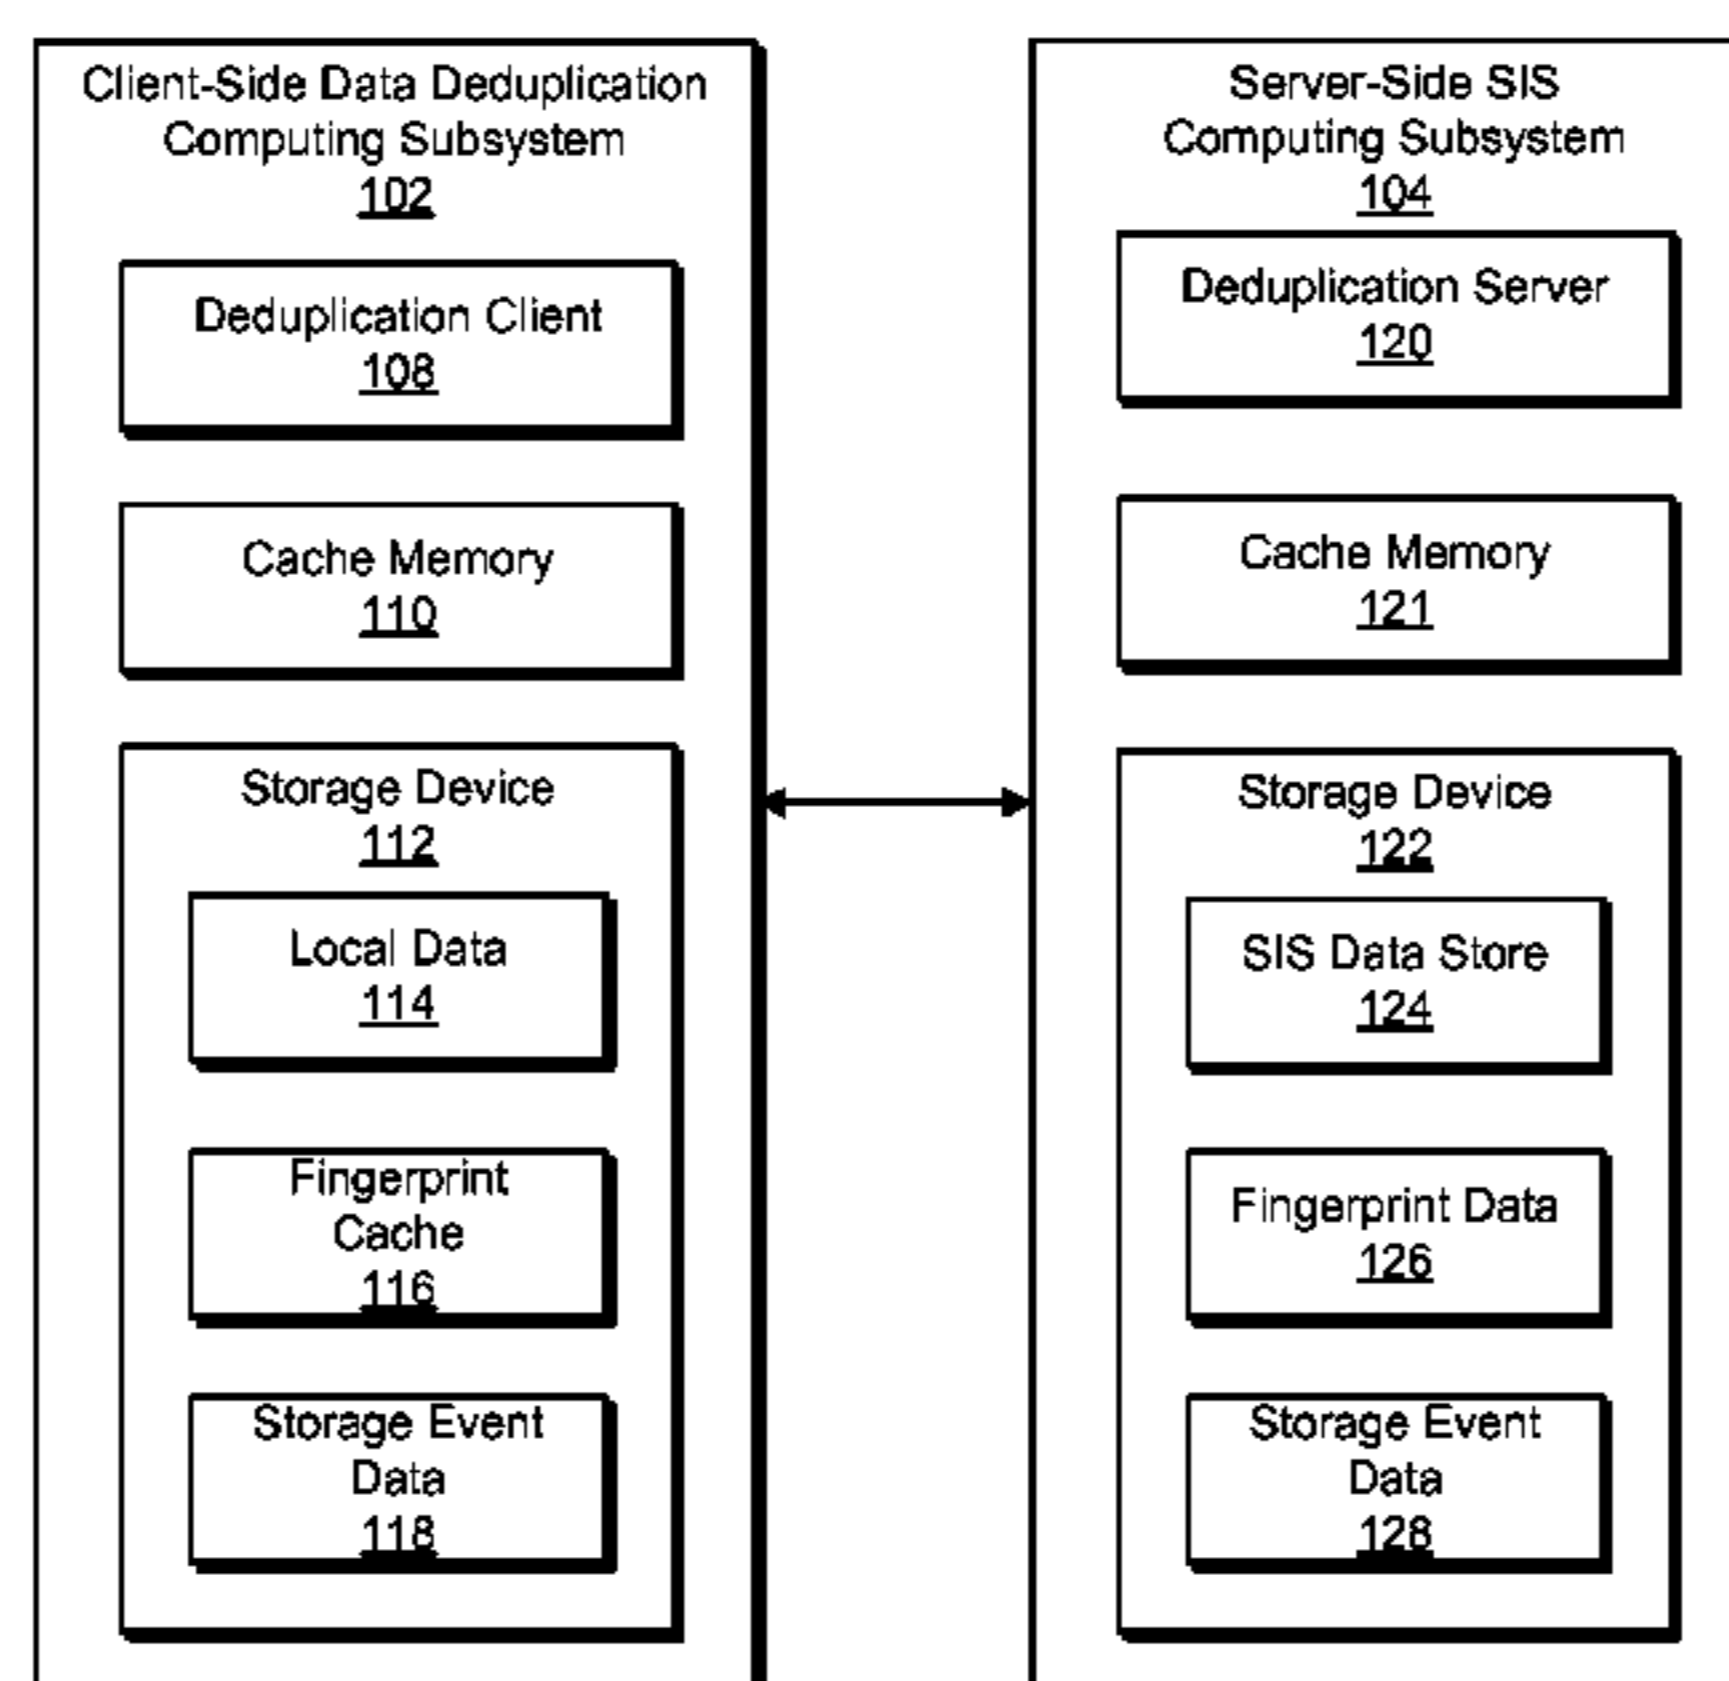 Client-Side Data Deduplication
Computing Subsystem
102
Deduplication Client
108
Cache Memory
110
Storage Device
112
Local Data
114
Fingerprint
Cache
116
Storage Event
Data
118
Server-Side SIS
Computing Subsystem
104
Deduplication Server
120
Cache Memory
121
Storage Device
122
SIS Data Store
124
Fingerprint Data
126
Storage Event
Data
128